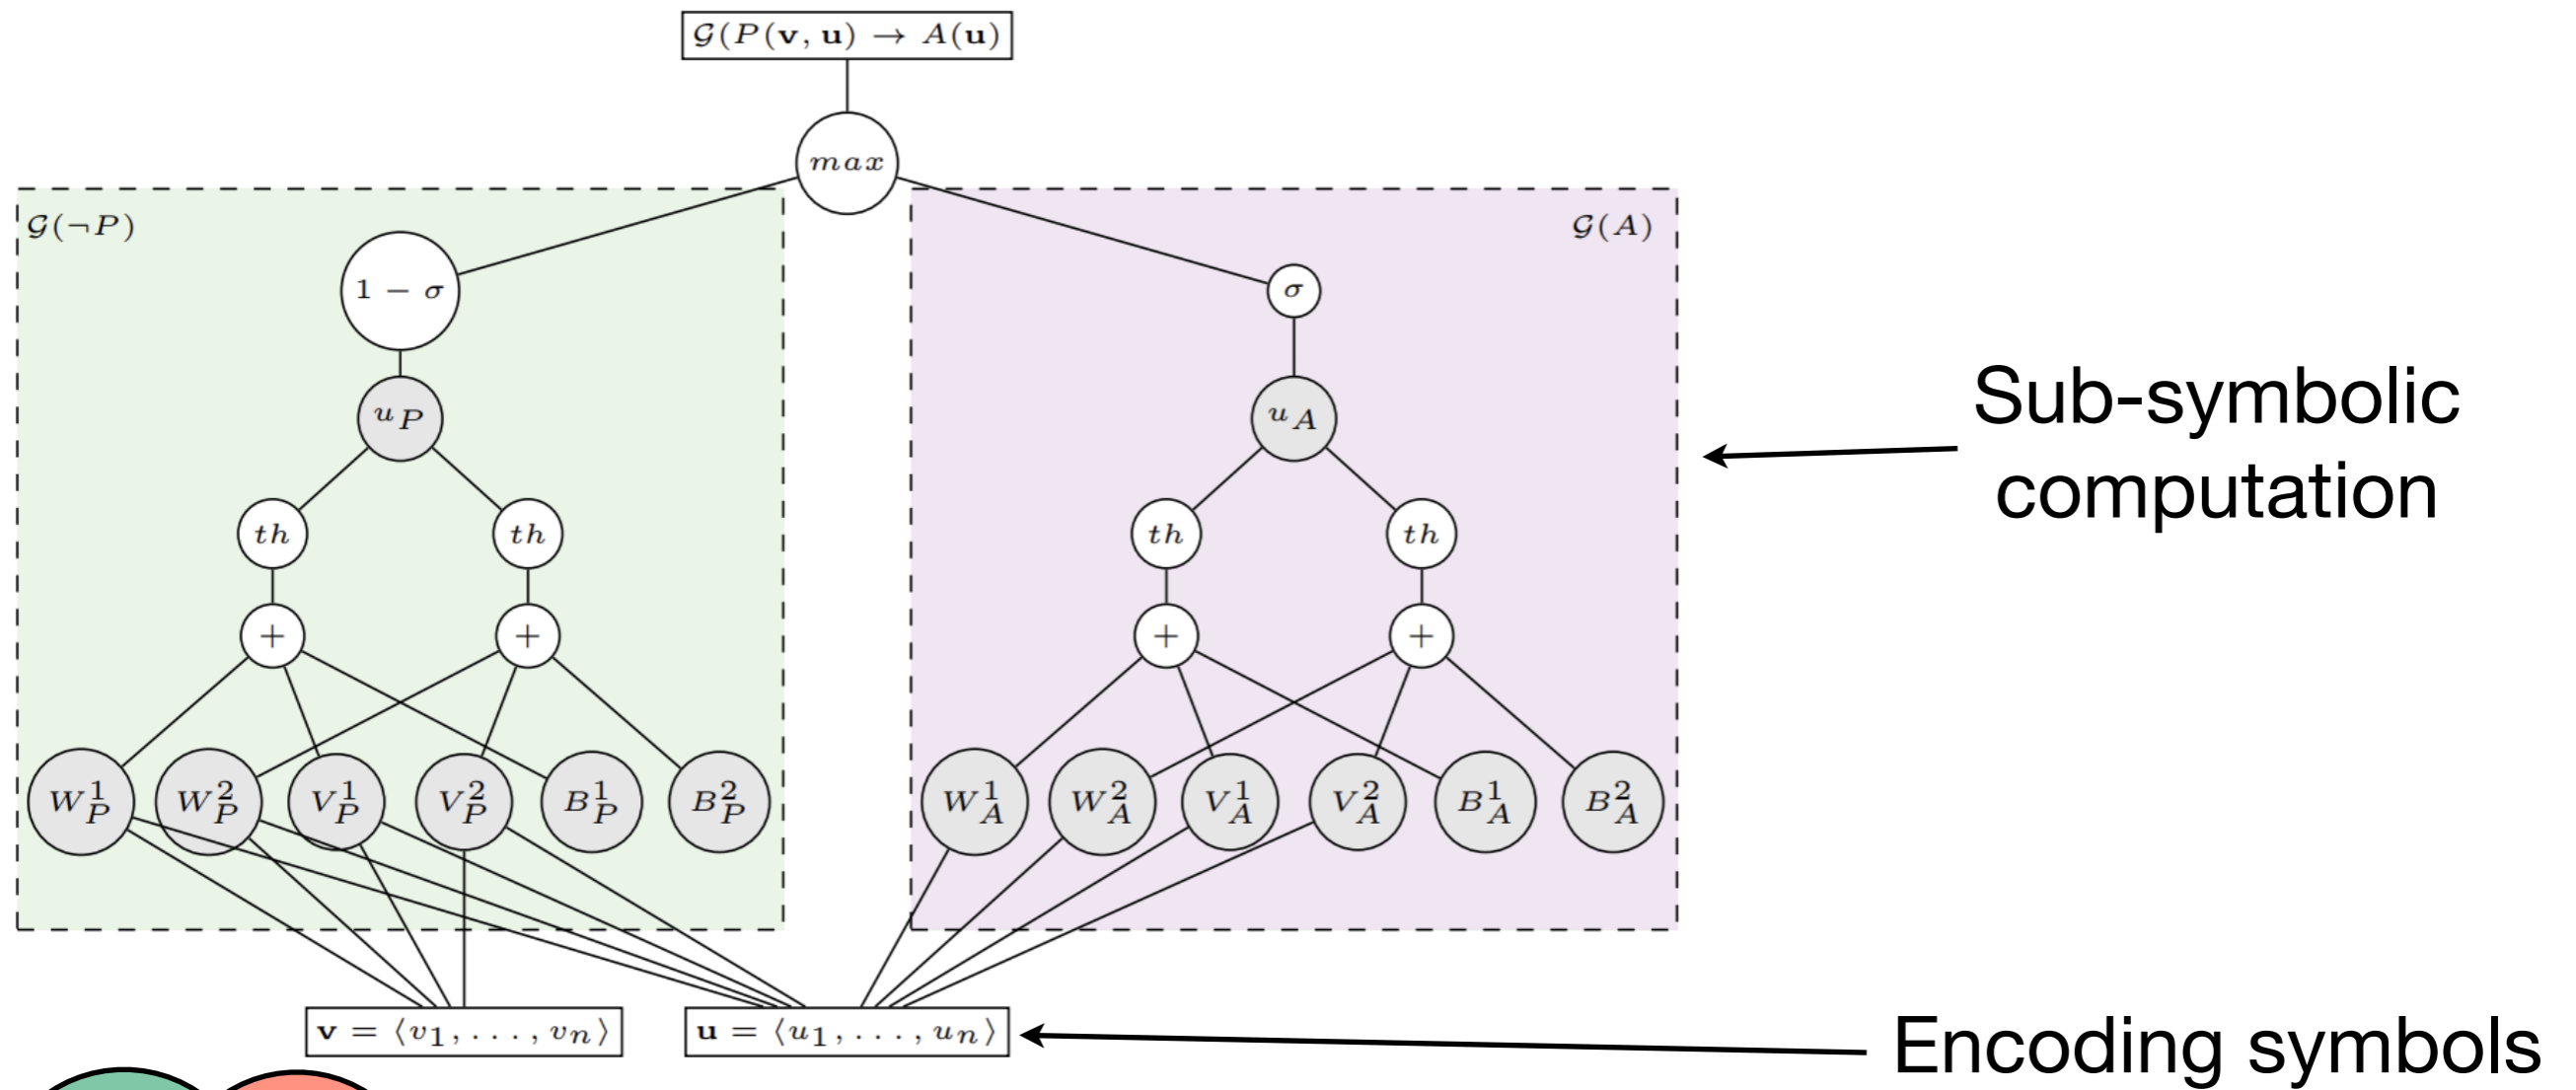 𝒢(P(v, u) → A(u)
max
𝒢(¬P)
𝒢(A)
1 − σ
σ
u_P
u_A
th th th th
+ + + +
W_P^1 W_P^2 V_P^1 V_P^2 B_P^1 B_P^2 W_A^1 W_A^2 V_A^1 V_A^2 B_A^1 B_A^2
Sub-symbolic
computation
v = ⟨v_1, . . . , v_n⟩ u = ⟨u_1, . . . , u_n⟩
Encoding symbols